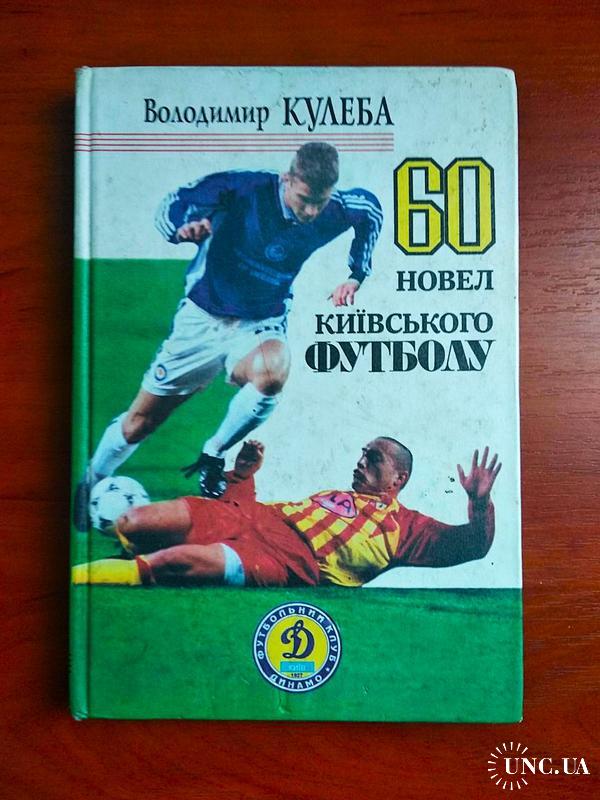 Володимир КУЛЕБА
60
НОВЕЛ
КИЇВСЬКОГО
ФУТБОЛУ
ФУТБОЛЬНИЙ КЛУБ
Д
КИЇВ
1927
ДИНАМО
UNC.UA